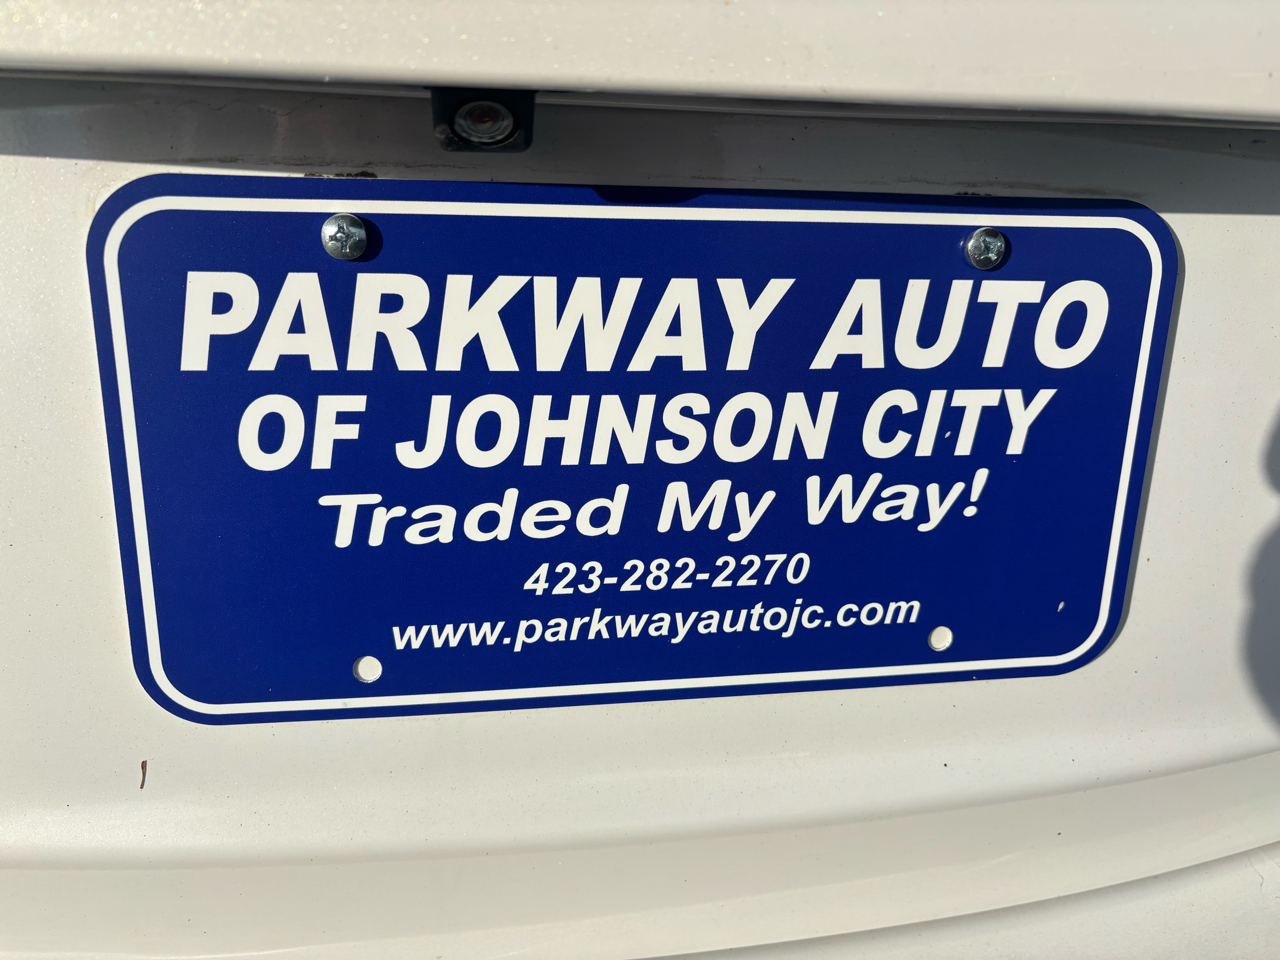 PARKWAY AUTO
OF JOHNSON CITY
Traded My Way!
423-282-2270
www.parkwayautojc.com